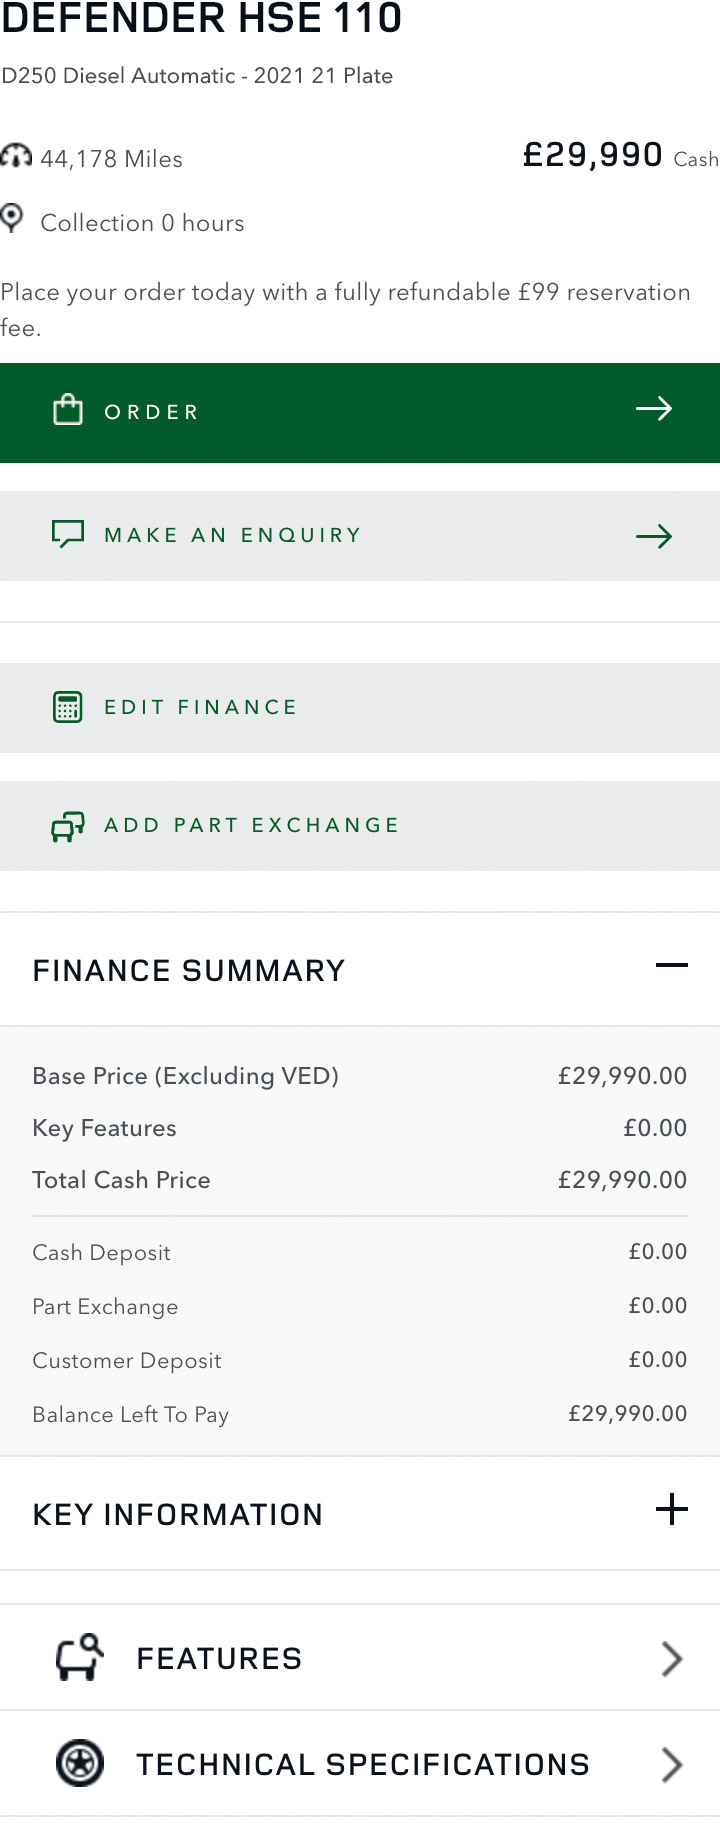 DEFENDER HSE 110
D250 Diesel Automatic - 2021 21 Plate
44,178 Miles
£29,990 Cash
Collection 0 hours
Place your order today with a fully refundable £99 reservation
fee.
ORDER
MAKE AN ENQUIRY
EDIT FINANCE
ADD PART EXCHANGE
FINANCE SUMMARY
Base Price (Excluding VED) £29,990.00
Key Features £0.00
Total Cash Price £29,990.00
Cash Deposit £0.00
Part Exchange £0.00
Customer Deposit £0.00
Balance Left To Pay £29,990.00
KEY INFORMATION
FEATURES
TECHNICAL SPECIFICATIONS